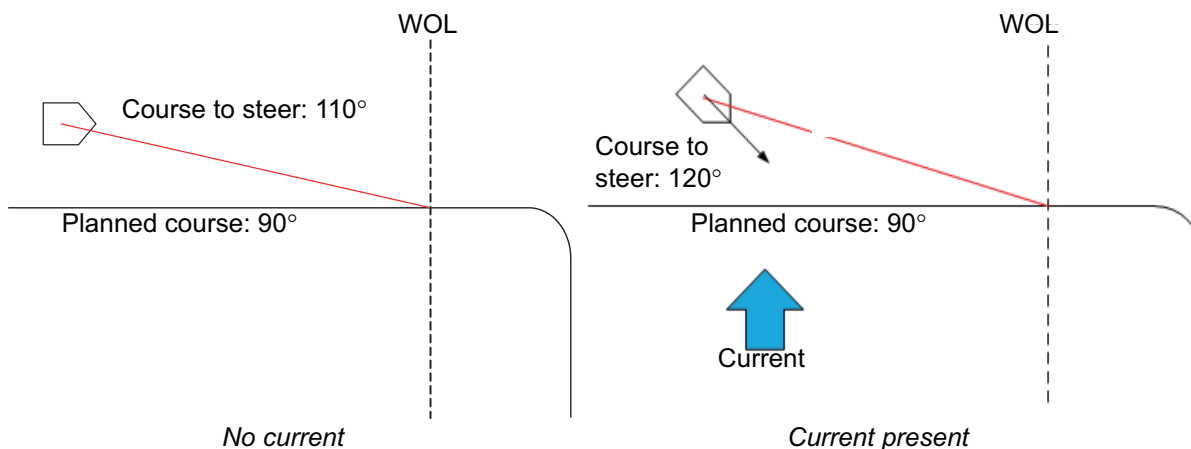 WOL
Course to steer: 110°
Planned course: 90°
No current
WOL
Course to
steer: 120°
Planned course: 90°
Current
Current present